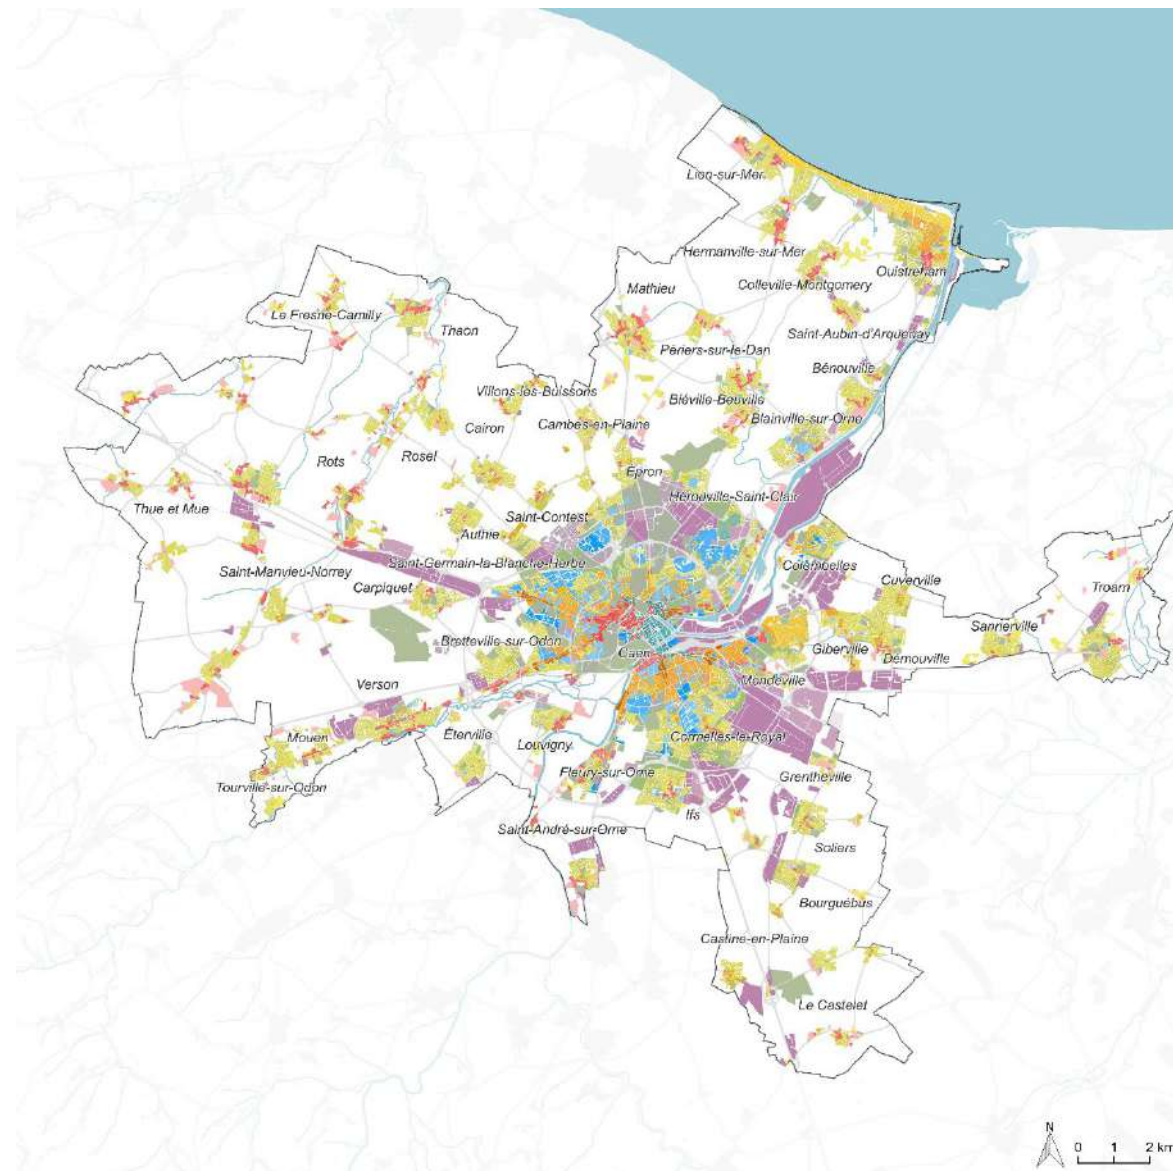 Lion-sur-Mer
Hermanville-sur-Mer
Ouistreham
Colleville-Montgomery
Mathieu
Le Fresne-Camilly
Thaon
Saint-Aubin-d'Arquenay
Périers-sur-le-Dan
Bénouville
Villons-les-Buissons
Biéville-Beuville
Blainville-sur-Orne
Cambes-en-Plaine
Cairon
Rosel
Rots
Épron
Hérouville-Saint-Clair
Thue et Mue
Saint-Contest
Authie
Saint-Germain-la-Blanche-Herbe
Colombelles
Saint-Manvieu-Norrey
Cuverville
Carpiquet
Troarn
Sannerville
Bretteville-sur-Odon
Caen
Giberville
Démouville
Verson
Mondeville
Mouen
Éterville
Louvigny
Cormelles-le-Royal
Fleury-sur-Orne
Grentheville
Tourville-sur-Odon
Ifs
Saint-André-sur-Orne
Soliers
Bourguébus
Castine-en-Plaine
Le Castelet
N
0 1 2 km